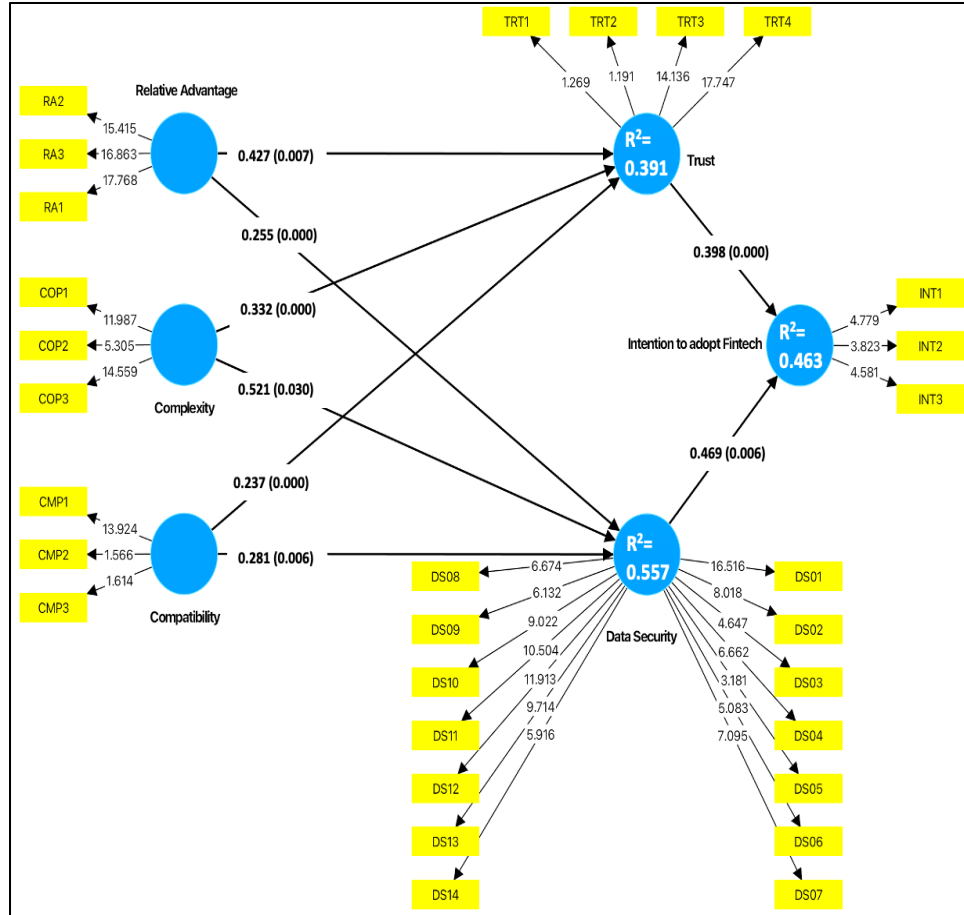 TRT1
TRT2
TRT3
TRT4
1.269
1.191
14.136
17.747
Relative Advantage
RA2
RA3
RA1
15.415
16.863
17.768
0.427 (0.007)
R²=
0.391
Trust
0.255 (0.000)
0.398 (0.000)
COP1
COP2
COP3
11.987
5.305
14.559
Complexity
0.332 (0.000)
0.521 (0.030)
Intention to adopt Fintech
R²=
0.463
INT1
INT2
INT3
4.779
3.823
4.581
0.469 (0.006)
CMP1
CMP2
CMP3
13.924
1.566
1.614
Compatibility
0.237 (0.000)
0.281 (0.006)
R²=
0.557
Data Security
DS08
DS09
DS10
DS11
DS12
DS13
DS14
6.674
6.132
9.022
10.504
11.913
9.714
5.916
16.516
8.018
4.647
6.662
3.181
5.083
7.095
DS01
DS02
DS03
DS04
DS05
DS06
DS07